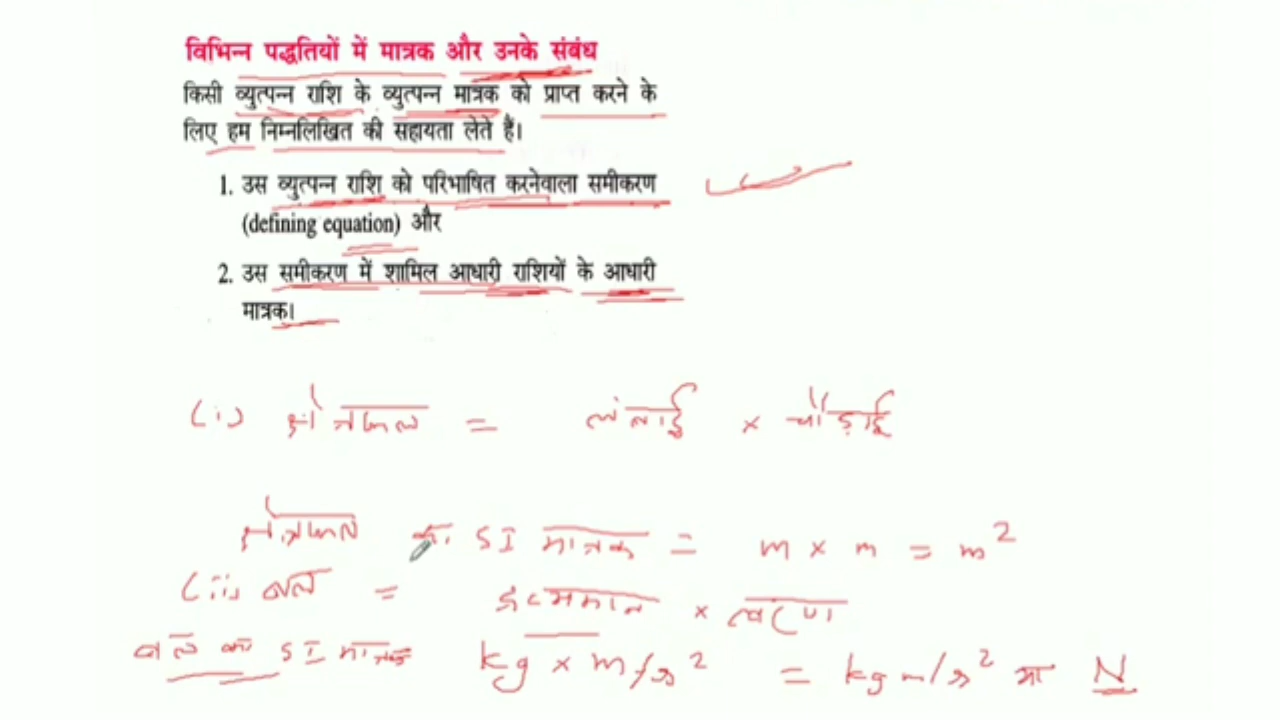 विभिन्न पद्धतियों में मात्रक और उनके संबंध
किसी व्युत्पन्न राशि के व्युत्पन्न मात्रक को प्राप्त करने के
लिए हम निम्नलिखित की सहायता लेते हैं।
1. उस व्युत्पन्न राशि को परिभाषित करनेवाला समीकरण
(defining equation) और
2. उस समीकरण में शामिल आधारी राशियों के आधारी
मात्रक।
(i) क्षेत्रफल = लंबाई × चौड़ाई
क्षेत्रफल का SI मात्रक = m × m = m²
(ii) बल = द्रव्यमान × त्वरण
बल का SI मात्रक kg × m/s² = kg m/s² या N